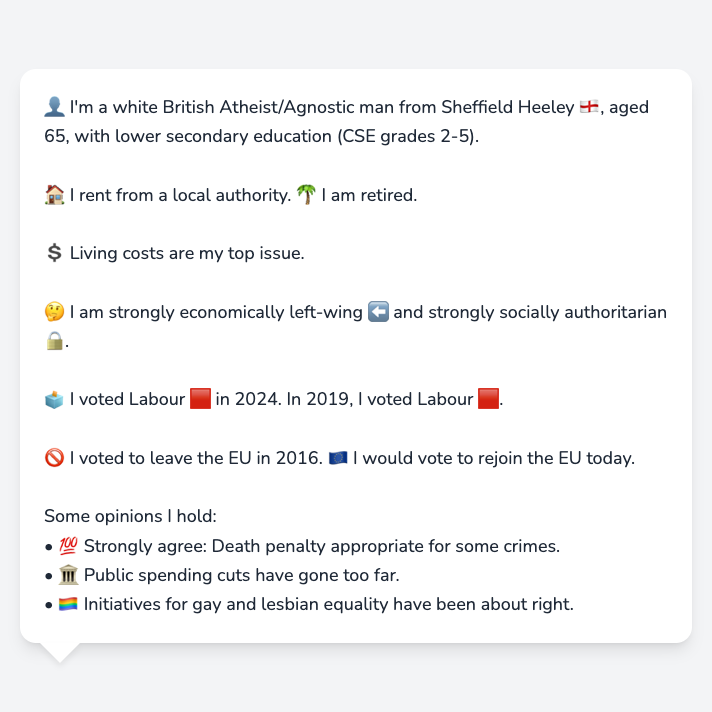 👤 I'm a white British Atheist/Agnostic man from Sheffield Heeley 🏴󠁧󠁢󠁥󠁮󠁧󠁿, aged
65, with lower secondary education (CSE grades 2-5).
🏠 I rent from a local authority. 🌴 I am retired.
💲 Living costs are my top issue.
🤔 I am strongly economically left-wing ⬅️ and strongly socially authoritarian
🔒.
🗳️ I voted Labour 🟥 in 2024. In 2019, I voted Labour 🟥.
🚫 I voted to leave the EU in 2016. 🇪🇺 I would vote to rejoin the EU today.
Some opinions I hold:
• 💯 Strongly agree: Death penalty appropriate for some crimes.
• 🏛️ Public spending cuts have gone too far.
• 🏳️‍🌈 Initiatives for gay and lesbian equality have been about right.